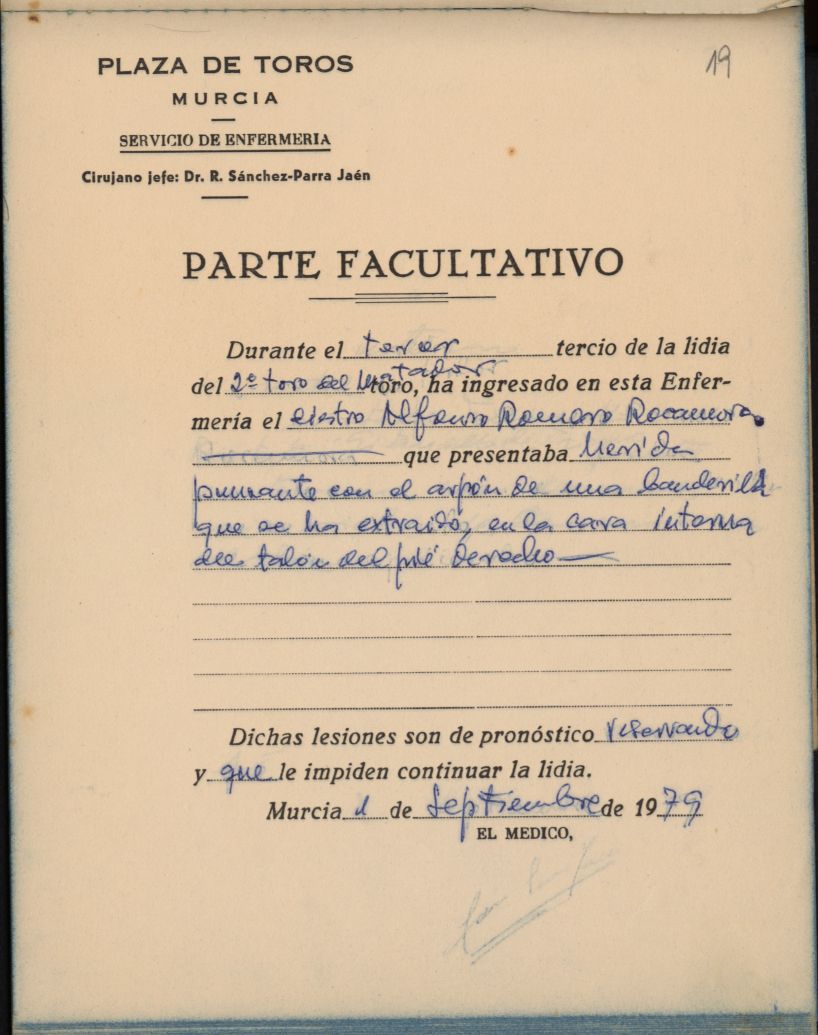 19
PLAZA DE TOROS
MURCIA
SERVICIO DE ENFERMERIA
Cirujano jefe: Dr. R. Sánchez-Parra Jaén
PARTE FACULTATIVO
Durante el tercer tercio de la lidia
del 2º toro del Matador toro, ha ingresado en esta Enfer-
mería el diestro Alfonso Romero Rocamora
que presentaba herida
punzante con el arpón de una banderilla
que se ha extraido, en la cara interna
del talón del pié derecho
Dichas lesiones son de pronóstico reservado
y que le impiden continuar la lidia.
Murcia 1 de Septiembre de 1979
EL MEDICO,